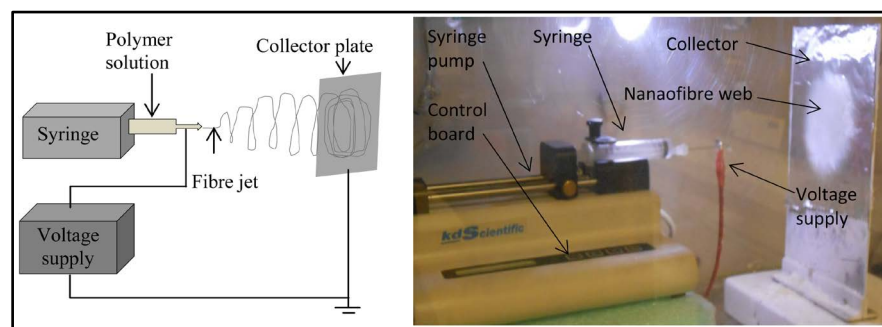 Polymer
solution
Collector plate
Syringe
Fibre jet
Voltage
supply
Syringe
pump
Syringe
Collector
Nanaofibre web
Control
board
Voltage
supply
kdScientific